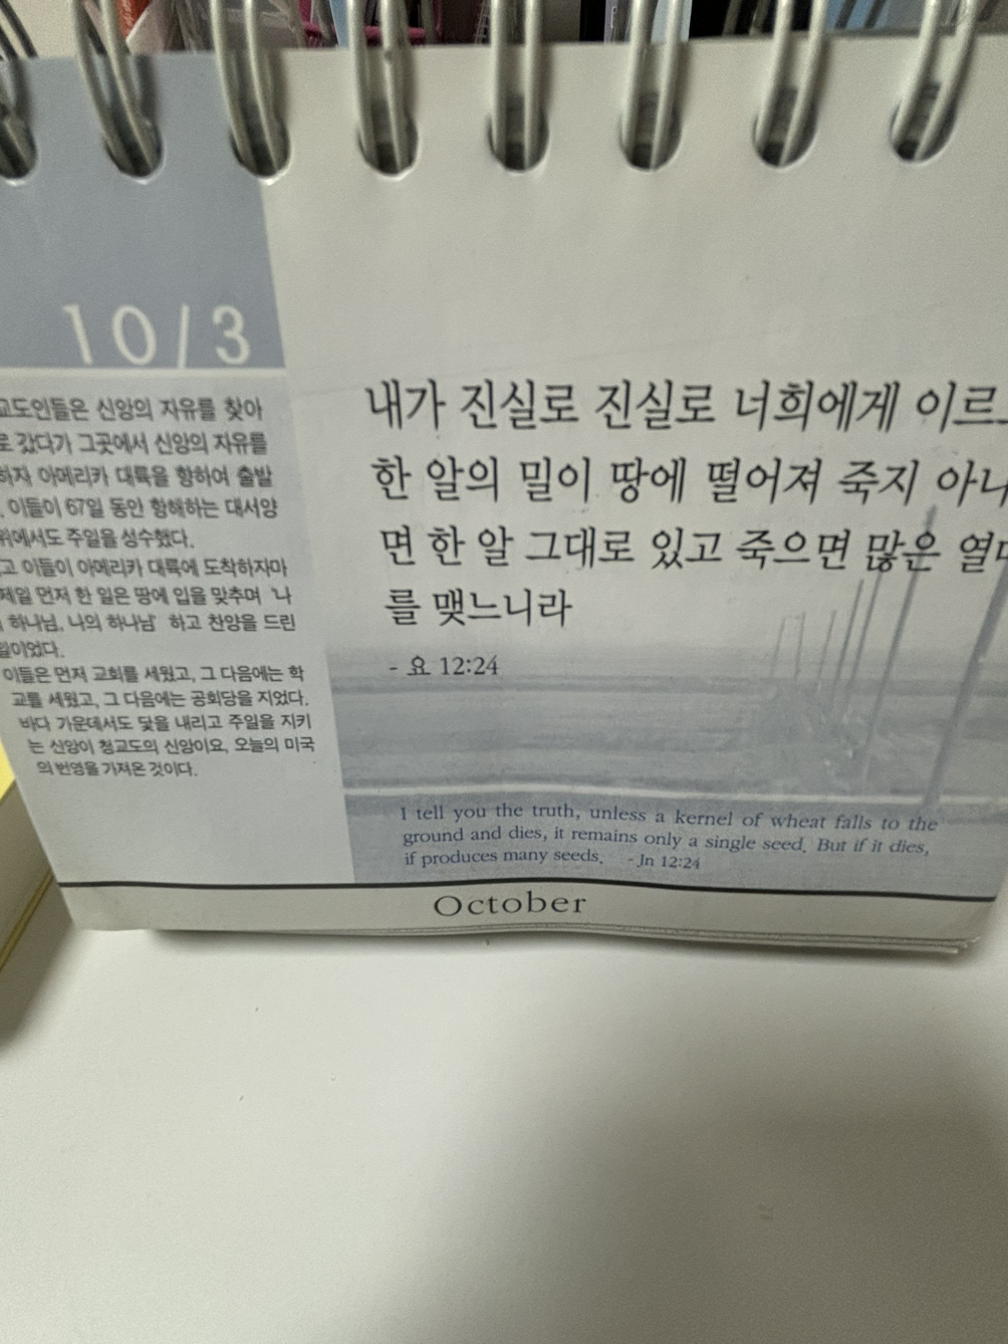 10/3
교도인들은 신앙의 자유를 찾아
로 갔다가 그곳에서 신앙의 자유를
하자 아메리카 대륙을 향하여 출발
. 이들이 67일 동안 항해하는 대서양
위에서도 주일을 성수했다.
고 이들이 아메리카 대륙에 도착하자마
제일 먼저 한 일은 땅에 입을 맞추며 '나
하나님, 나의 하나님' 하고 찬양을 드린
일이었다.
이들은 먼저 교회를 세웠고, 그 다음에는 학
교를 세웠고, 그 다음에는 공회당을 지었다.
바다 가운데서도 닻을 내리고 주일을 지키
는 신앙이 청교도의 신앙이요, 오늘의 미국
의 번영을 가져온 것이다.
내가 진실로 진실로 너희에게 이르
한 알의 밀이 땅에 떨어져 죽지 아니
면 한 알 그대로 있고 죽으면 많은 열
를 맺느니라
- 요 12:24
I tell you the truth, unless a kernel of wheat falls to the
ground and dies, it remains only a single seed. But if it dies,
if produces many seeds. - Jn 12:24
October